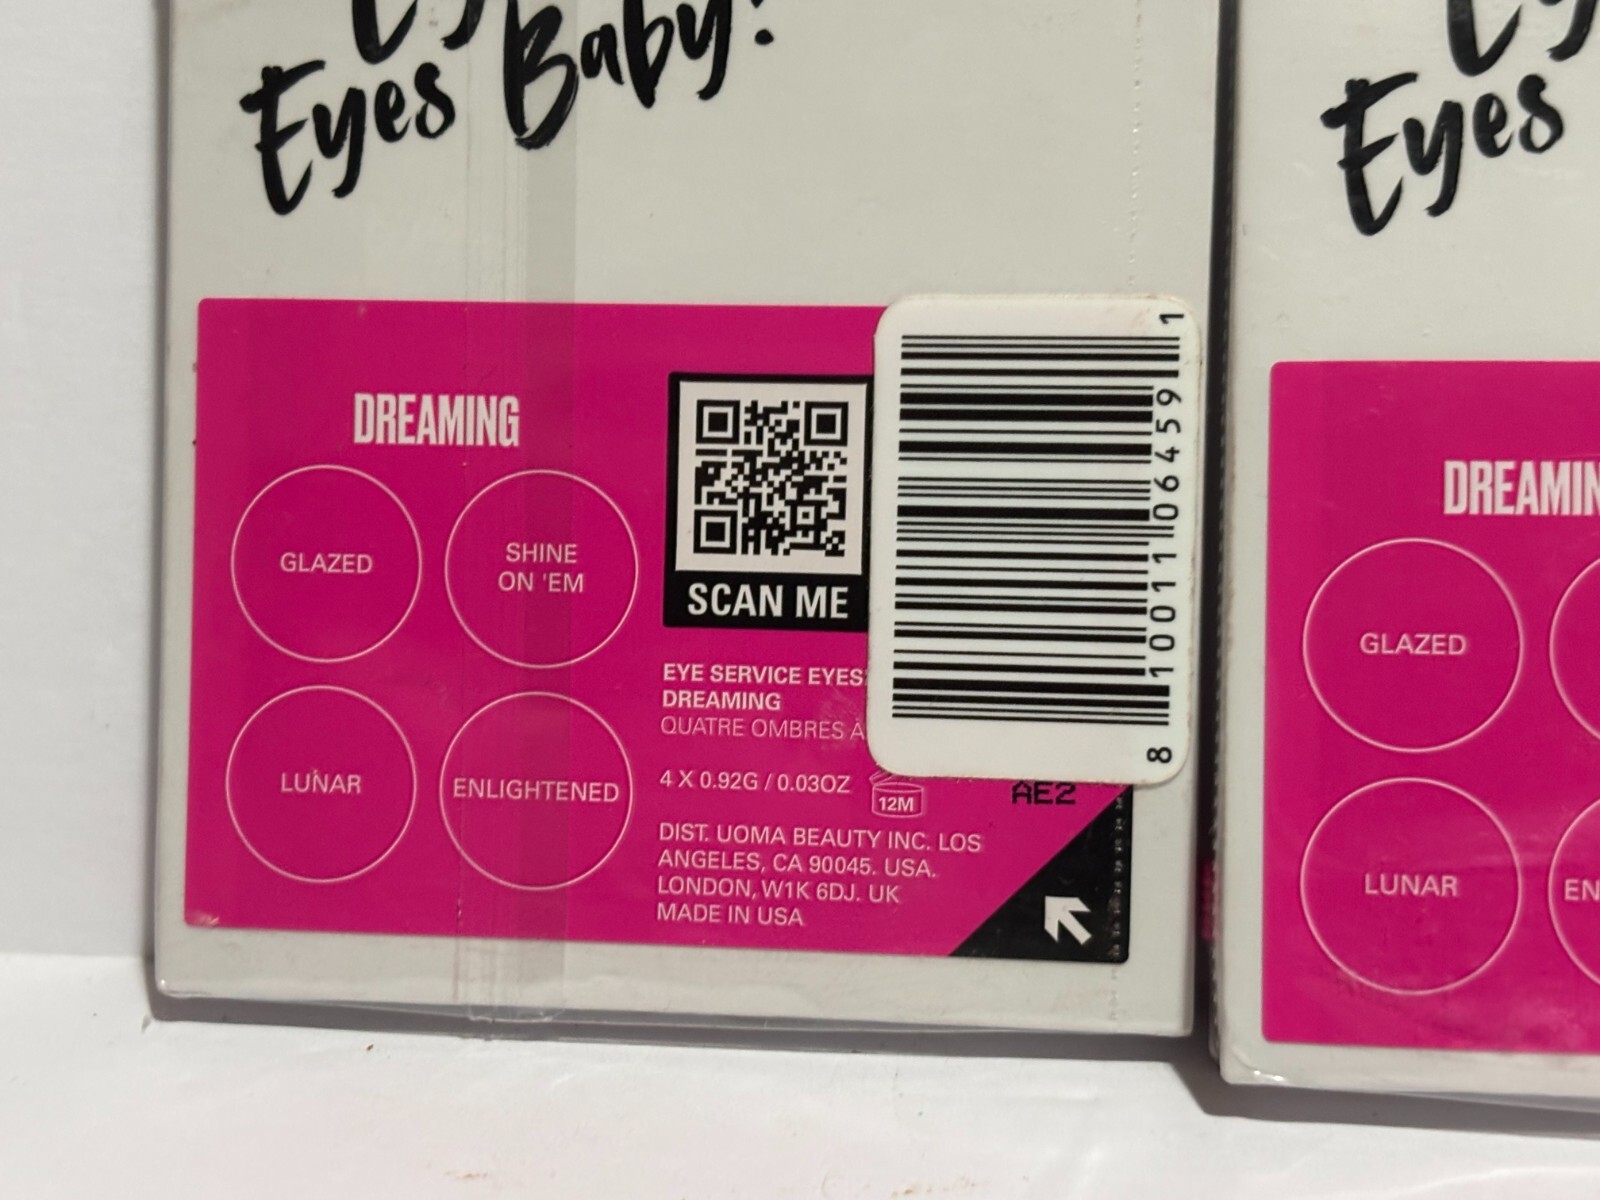 Eyes Baby!
DREAMING
GLAZED
SHINE
ON 'EM
LUNAR
ENLIGHTENED
SCAN ME
EYE SERVICE EYES
DREAMING
QUATRE OMBRES À
4 X 0.92G / 0.03OZ
12M
AE2
DIST. UOMA BEAUTY INC. LOS
ANGELES, CA 90045. USA.
LONDON, W1K 6DJ. UK
MADE IN USA
8 10011 06459 1
Eyes
DREAMIN
GLAZED
LUNAR
EN